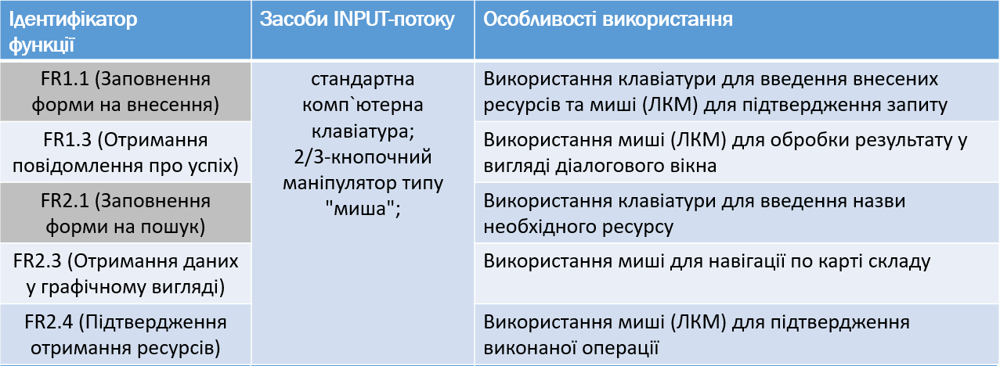 Ідентифікатор
функції
Засоби INPUT-потоку
Особливості використання
FR1.1 (Заповнення
форми на внесення)
стандартна
комп`ютерна
клавіатура;
2/3-кнопочний
маніпулятор типу
"миша";
Використання клавіатури для введення внесених
ресурсів та миші (ЛКМ) для підтвердження запиту
FR1.3 (Отримання
повідомлення про успіх)
Використання миші (ЛКМ) для обробки результату у
вигляді діалогового вікна
FR2.1 (Заповнення
форми на пошук)
Використання клавіатури для введення назви
необхідного ресурсу
FR2.3 (Отримання даних
у графічному вигляді)
Використання миші для навігації по карті складу
FR2.4 (Підтвердження
отримання ресурсів)
Використання миші (ЛКМ) для підтвердження
виконаної операції